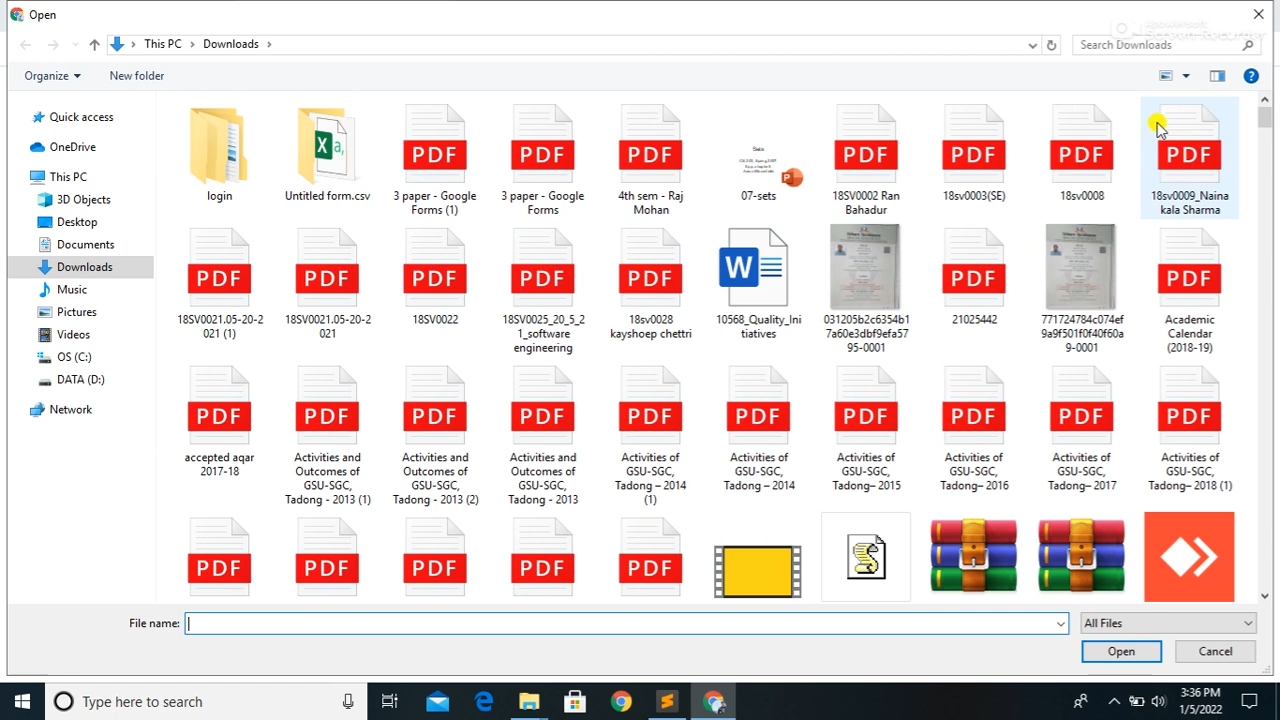 Open
Apowersoft
Screen Recorder
This PC
Downloads
Search Downloads
Organize
New folder
Quick access
OneDrive
This PC
3D Objects
Desktop
Documents
Downloads
Music
Pictures
Videos
OS (C:)
DATA (D:)
Network
login
Untitled form.csv
PDF
3 paper - Google
Forms (1)
PDF
3 paper - Google
Forms
PDF
4th sem - Raj
Mohan
Sets
07-sets
PDF
18SV0002 Ran
Bahadur
PDF
18sv0003(SE)
PDF
18sv0008
PDF
18sv0009_Naina
kala Sharma
PDF
18SV0021.05-20-2
021 (1)
PDF
18SV0021.05-20-2
021
PDF
18SV0022
PDF
18SV0025_20_5_2
1_software
engineering
PDF
18sv0028
kayshoep chettri
W
10568_Quality_Ini
tiatives
031205b2c6354b1
7a60e3dbf9efa57
95-0001
PDF
21025442
771724784c074ef
9a9f501f0f40f60a
9-0001
PDF
Academic
Calendar
(2018-19)
PDF
accepted aqar
2017-18
PDF
Activities and
Outcomes of
GSU-SGC,
Tadong - 2013 (1)
PDF
Activities and
Outcomes of
GSU-SGC,
Tadong - 2013 (2)
PDF
Activities and
Outcomes of
GSU-SGC,
Tadong - 2013
PDF
Activities of
GSU-SGC,
Tadong – 2014
(1)
PDF
Activities of
GSU-SGC,
Tadong – 2014
PDF
Activities of
GSU-SGC,
Tadong– 2015
PDF
Activities of
GSU-SGC,
Tadong– 2016
PDF
Activities of
GSU-SGC,
Tadong– 2017
PDF
Activities of
GSU-SGC,
Tadong– 2018 (1)
PDF
PDF
PDF
PDF
PDF
File name:
All Files
Open
Cancel
Type here to search
3:36 PM
1/5/2022